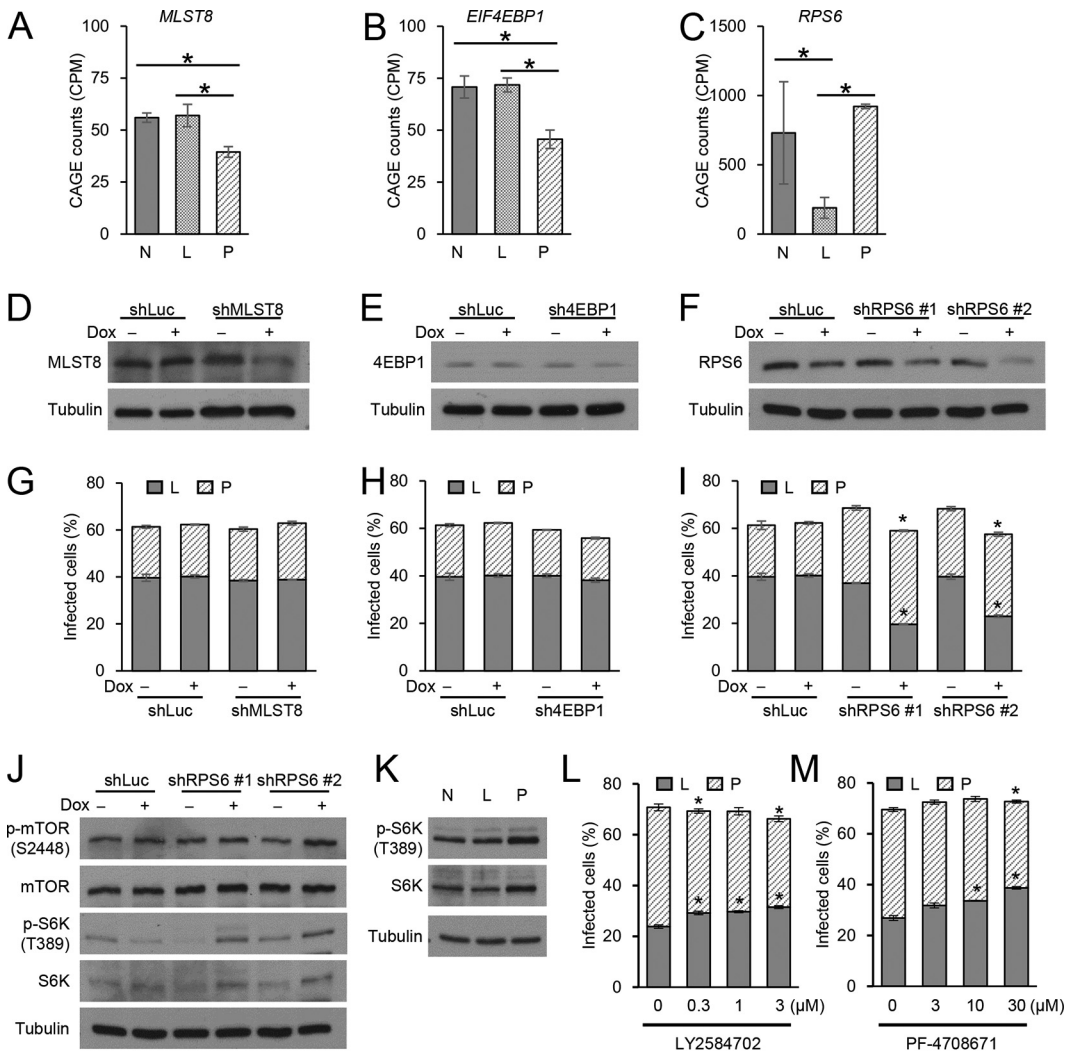 A
MLST8
CAGE counts (CPM)
100
75
50
25
0
*
*
N L P
B
EIF4EBP1
CAGE counts (CPM)
100
75
50
25
0
*
*
N L P
C
RPS6
CAGE counts (CPM)
1500
1000
500
0
*
*
N L P
D
shLuc shMLST8
Dox – + – +
MLST8
Tubulin
E
shLuc sh4EBP1
Dox – + – +
4EBP1
Tubulin
F
shLuc shRPS6 #1 shRPS6 #2
Dox – + – + – +
RPS6
Tubulin
G
L P
Infected cells (%)
80
60
40
20
0
Dox – + – +
shLuc shMLST8
H
L P
Infected cells (%)
80
60
40
20
0
Dox – + – +
shLuc sh4EBP1
I
L P
Infected cells (%)
80
60
40
20
0
* *
* *
Dox – + – + – +
shLuc shRPS6 #1 shRPS6 #2
J
shLuc shRPS6 #1 shRPS6 #2
Dox – + – + – +
p-mTOR
(S2448)
mTOR
p-S6K
(T389)
S6K
Tubulin
K
N L P
p-S6K
(T389)
S6K
Tubulin
L
L P
Infected cells (%)
80
60
40
20
0
* *
* * *
0 0.3 1 3 (μM)
LY2584702
M
L P
Infected cells (%)
80
60
40
20
0
*
* *
0 3 10 30 (μM)
PF-4708671